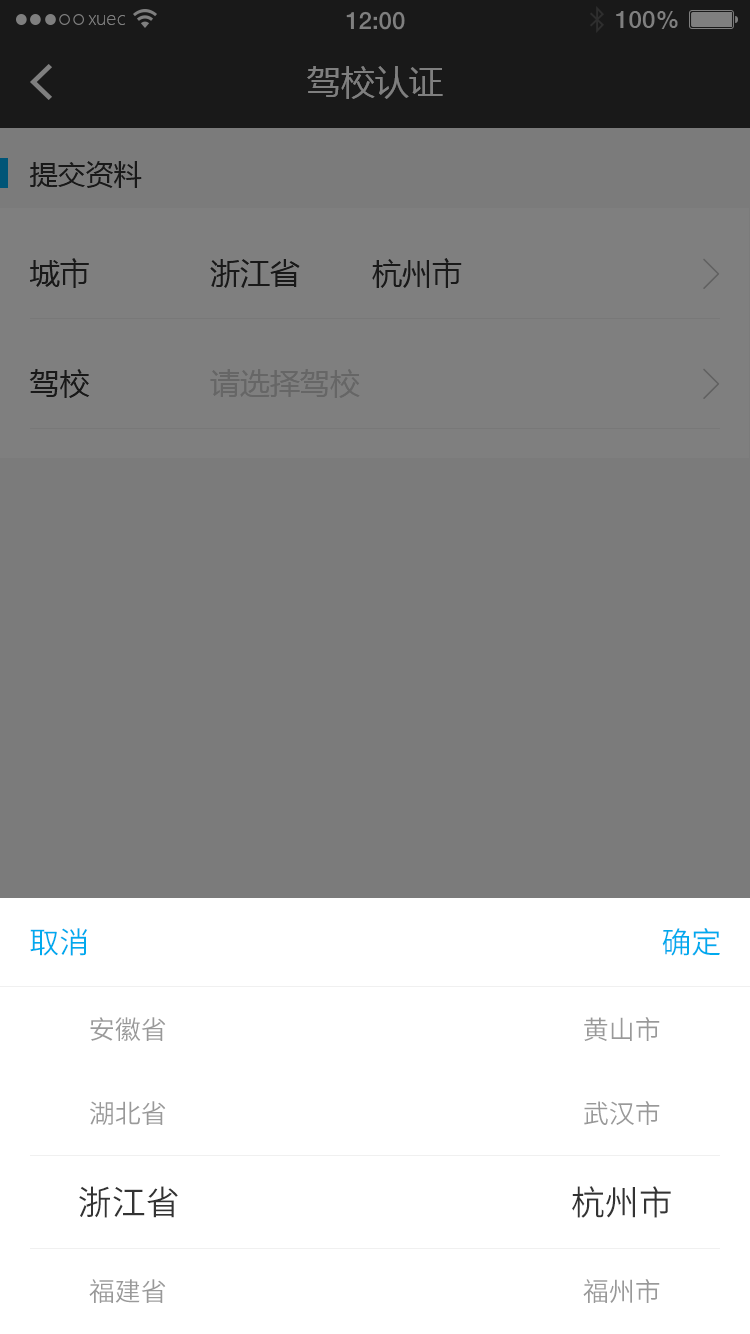 xuec 12:00 100%
驾校认证
提交资料
城市 浙江省 杭州市
驾校 请选择驾校
取消 确定
安徽省 黄山市
湖北省 武汉市
浙江省 杭州市
福建省 福州市